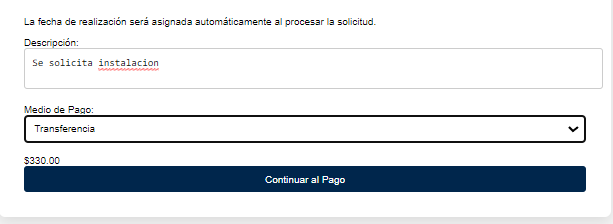 La fecha de realización será asignada automáticamente al procesar la solicitud.
Descripción:
Se solicita instalacion
Medio de Pago:
Transferencia
$330.00
Continuar al Pago